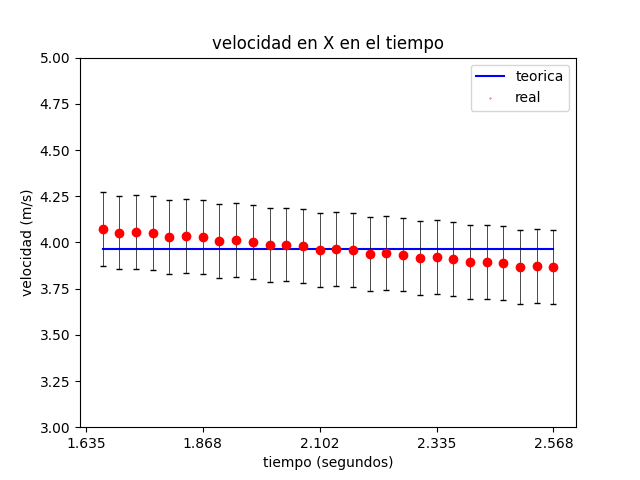 velocidad en X en el tiempo
teorica
real
5.00
4.75
4.50
4.25
4.00
3.75
3.50
3.25
3.00
velocidad (m/s)
1.635 1.868 2.102 2.335 2.568
tiempo (segundos)